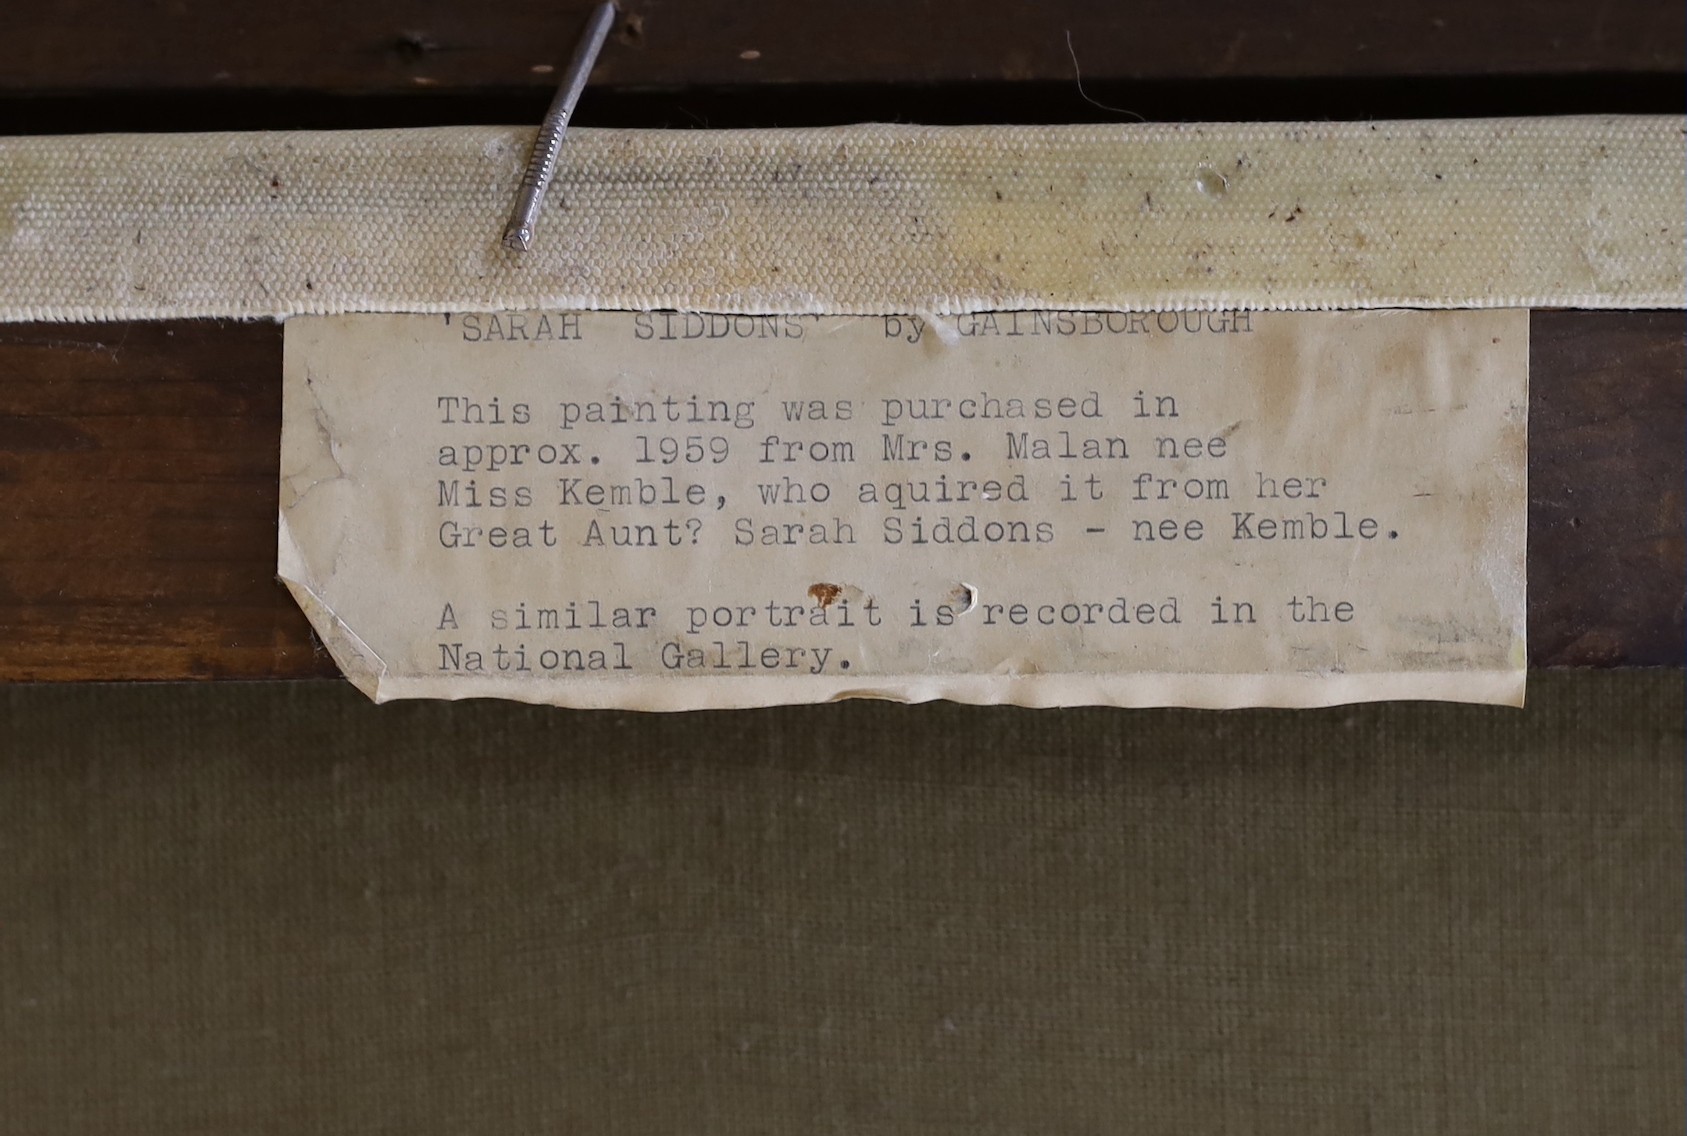 'SARAH SIDDONS' by GAINSBOROUGH
This painting was purchased in
approx. 1959 from Mrs. Malan nee
Miss Kemble, who aquired it from her
Great Aunt? Sarah Siddons - nee Kemble.
A similar portrait is recorded in the
National Gallery.